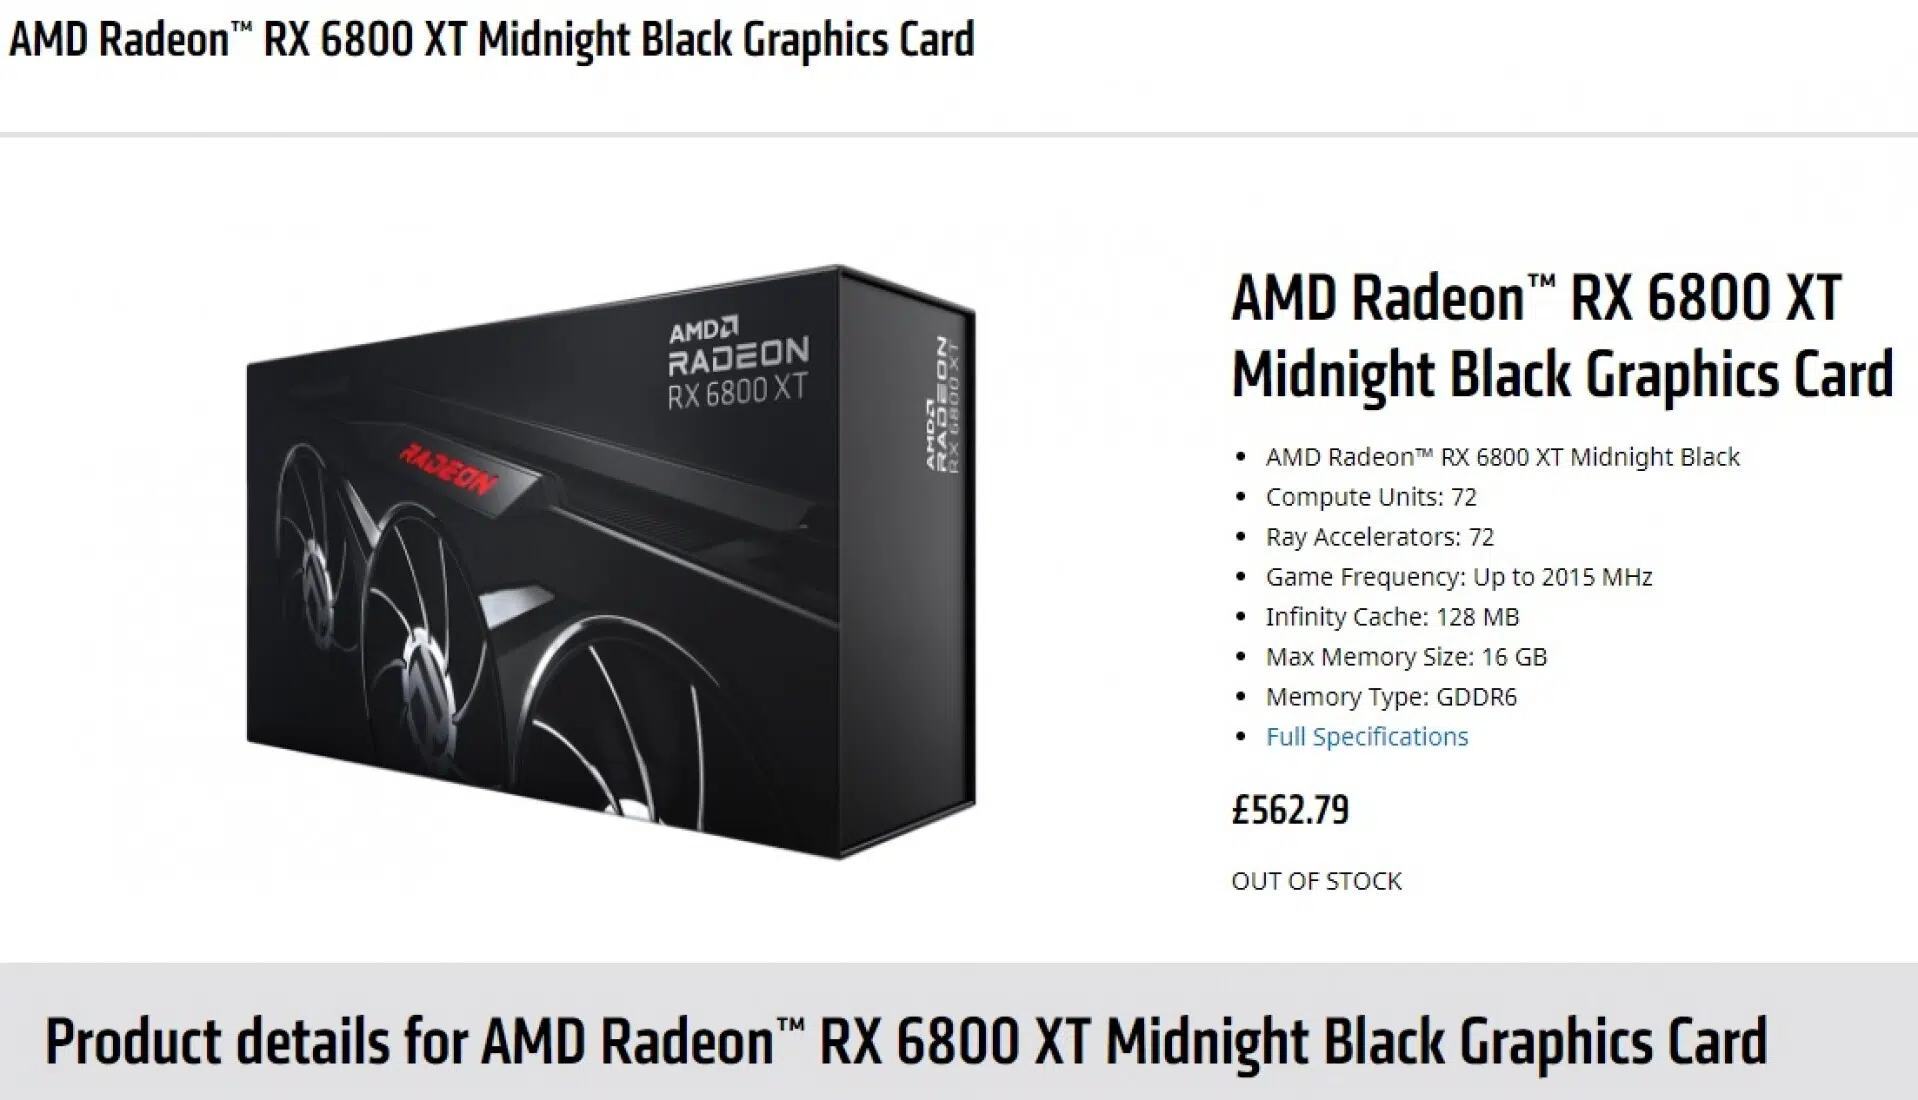 AMD Radeon™ RX 6800 XT Midnight Black Graphics Card
AMD
RADEON
RX 6800 XT
RADEON
AMD
RADEON
RX 6800 XT
AMD Radeon™ RX 6800 XT
Midnight Black Graphics Card
• AMD Radeon™ RX 6800 XT Midnight Black
• Compute Units: 72
• Ray Accelerators: 72
• Game Frequency: Up to 2015 MHz
• Infinity Cache: 128 MB
• Max Memory Size: 16 GB
• Memory Type: GDDR6
• Full Specifications
£562.79
OUT OF STOCK
Product details for AMD Radeon™ RX 6800 XT Midnight Black Graphics Card